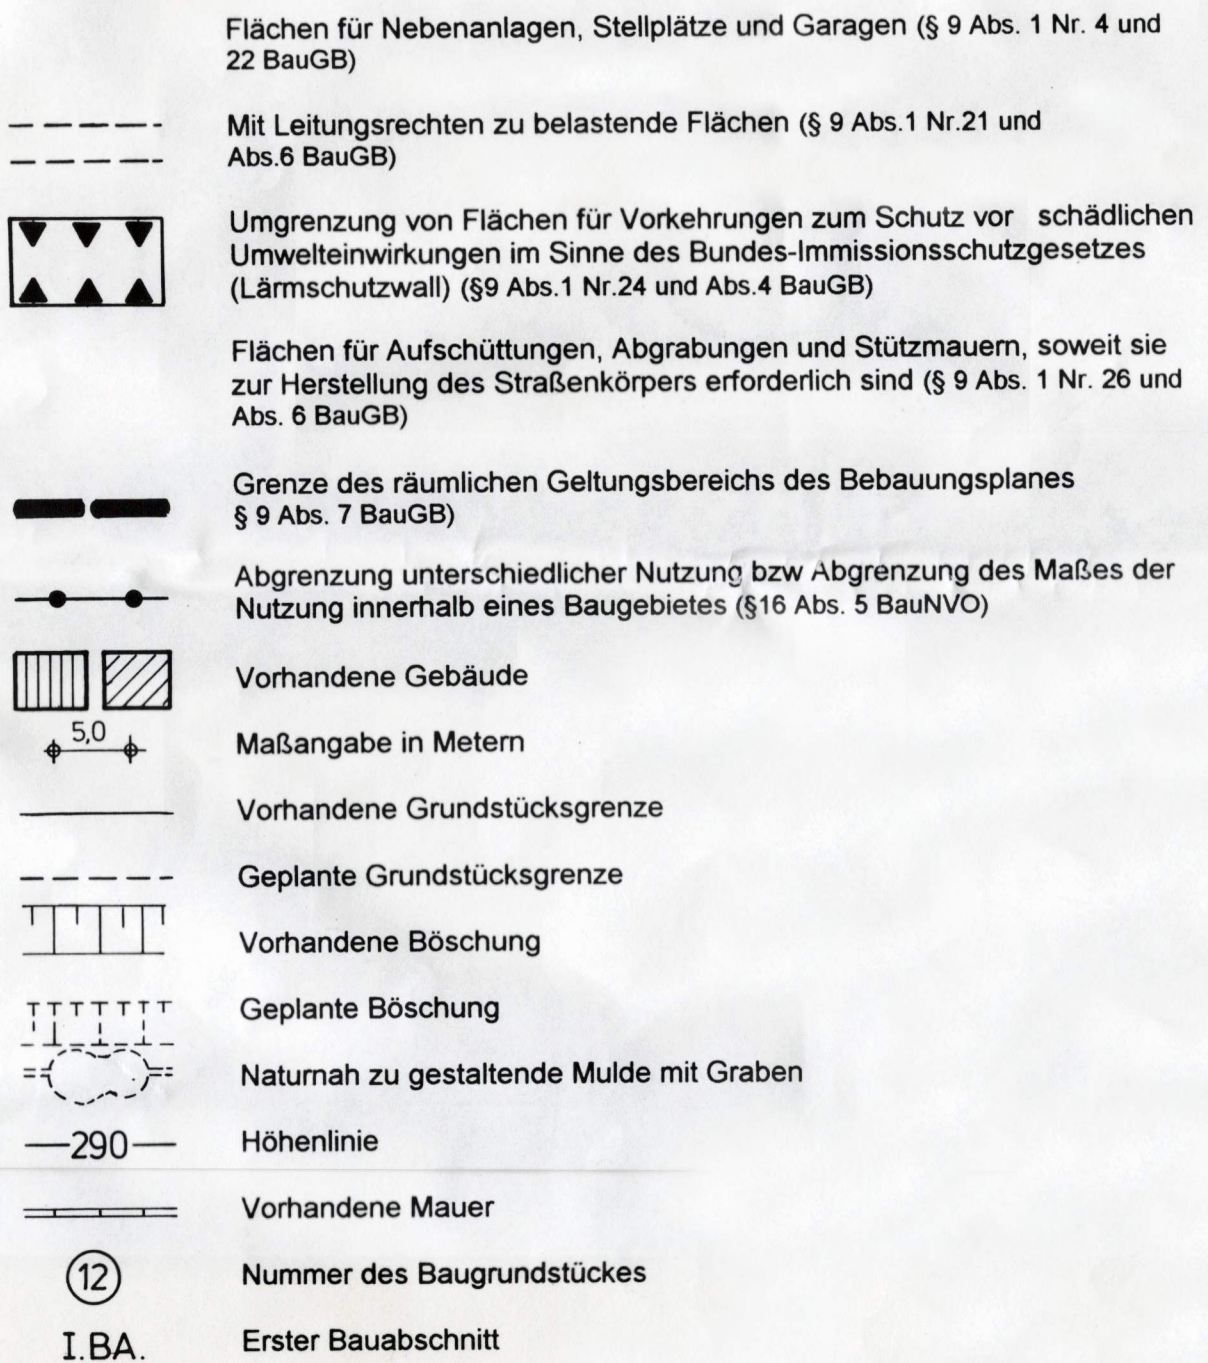 Flächen für Nebenanlagen, Stellplätze und Garagen (§ 9 Abs. 1 Nr. 4 und
22 BauGB)
Mit Leitungsrechten zu belastende Flächen (§ 9 Abs.1 Nr.21 und
Abs.6 BauGB)
Umgrenzung von Flächen für Vorkehrungen zum Schutz vor schädlichen
Umwelteinwirkungen im Sinne des Bundes-Immissionsschutzgesetzes
(Lärmschutzwall) (§9 Abs.1 Nr.24 und Abs.4 BauGB)
Flächen für Aufschüttungen, Abgrabungen und Stützmauern, soweit sie
zur Herstellung des Straßenkörpers erforderlich sind (§ 9 Abs. 1 Nr. 26 und
Abs. 6 BauGB)
Grenze des räumlichen Geltungsbereichs des Bebauungsplanes
§ 9 Abs. 7 BauGB)
Abgrenzung unterschiedlicher Nutzung bzw Abgrenzung des Maßes der
Nutzung innerhalb eines Baugebietes (§16 Abs. 5 BauNVO)
Vorhandene Gebäude
5,0 Maßangabe in Metern
Vorhandene Grundstücksgrenze
Geplante Grundstücksgrenze
Vorhandene Böschung
Geplante Böschung
Naturnah zu gestaltende Mulde mit Graben
290 Höhenlinie
Vorhandene Mauer
12 Nummer des Baugrundstückes
I.BA. Erster Bauabschnitt